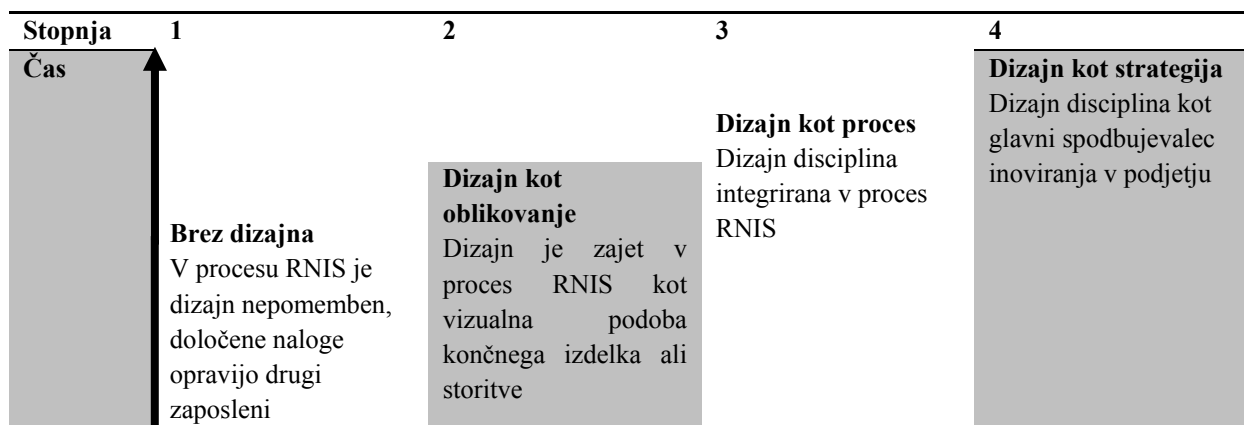 Stopnja 1 2 3 4
Čas
Brez dizajna
V procesu RNIS je
dizajn nepomemben,
določene naloge
opravijo drugi
zaposleni
Dizajn kot
oblikovanje
Dizajn je zajet v
proces RNIS kot
vizualna podoba
končnega izdelka ali
storitve
Dizajn kot proces
Dizajn disciplina
integrirana v proces
RNIS
Dizajn kot strategija
Dizajn disciplina kot
glavni spodbujevalec
inoviranja v podjetju